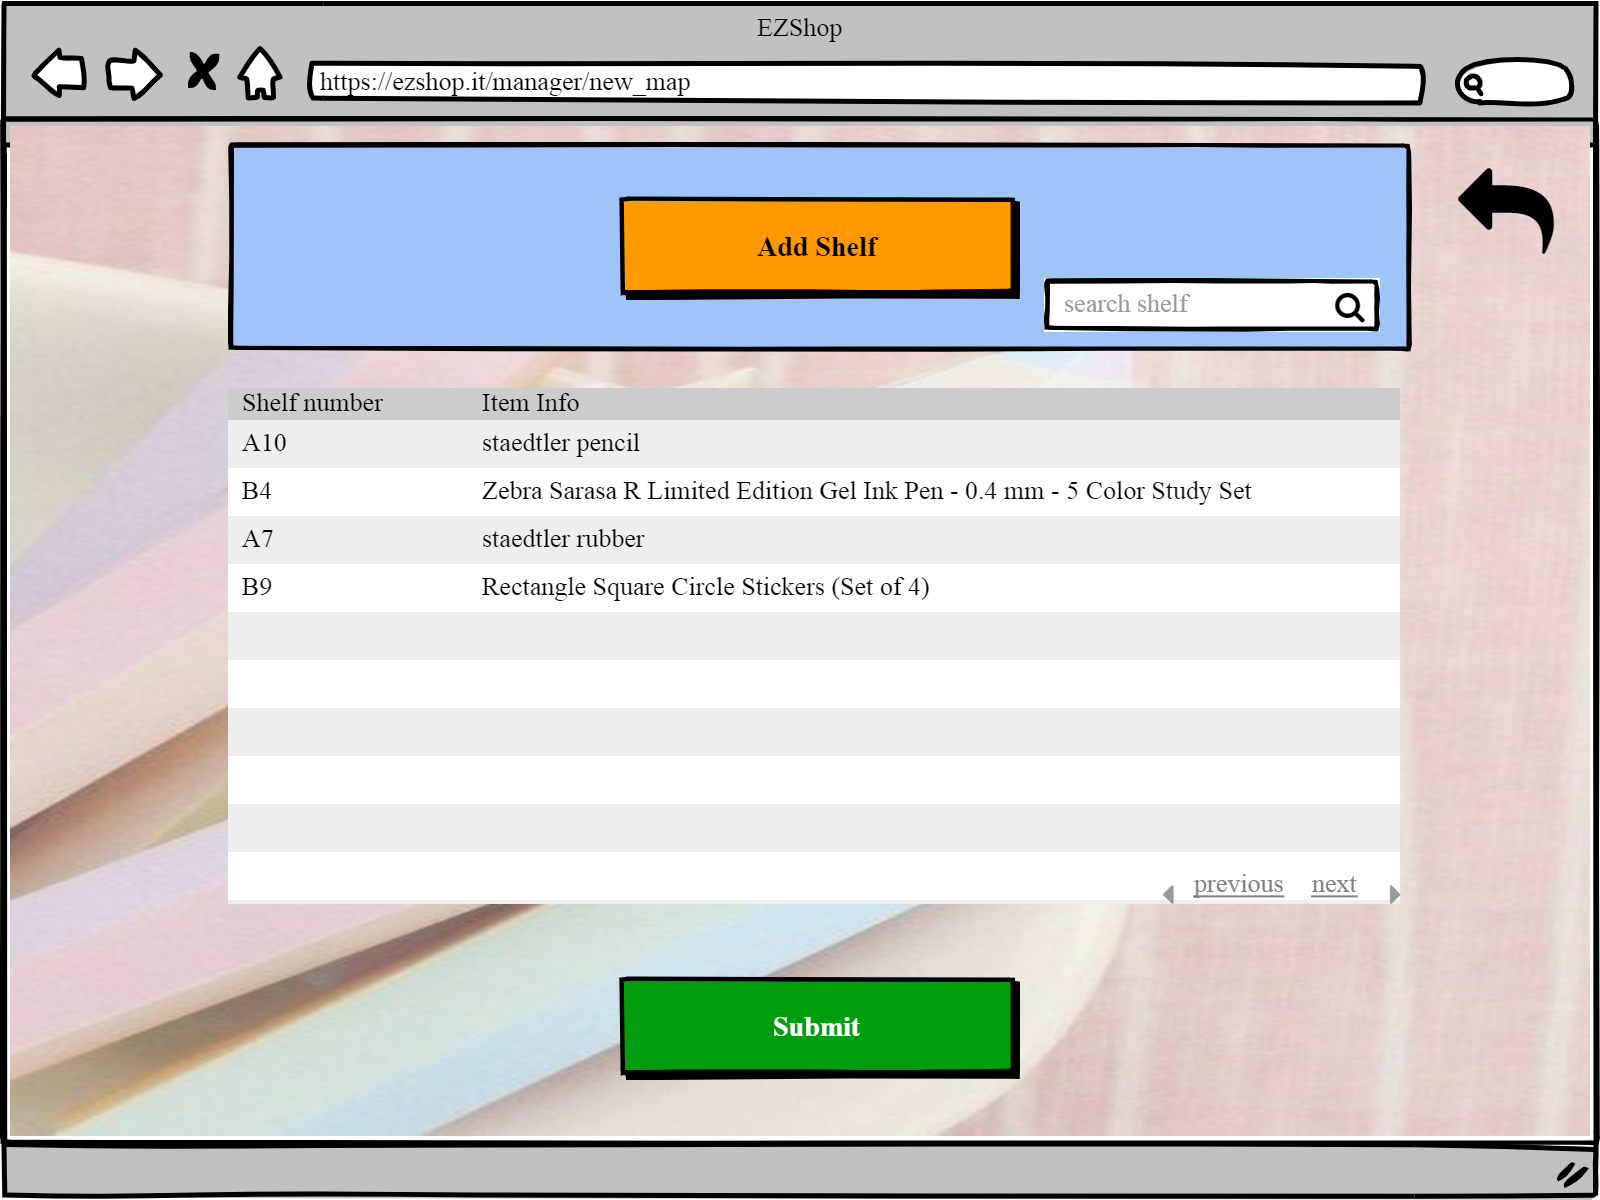 EZShop
https://ezshop.it/manager/new_map
Add Shelf
search shelf
Shelf number Item Info
A10 staedtler pencil
B4 Zebra Sarasa R Limited Edition Gel Ink Pen - 0.4 mm - 5 Color Study Set
A7 staedtler rubber
B9 Rectangle Square Circle Stickers (Set of 4)
previous next
Submit